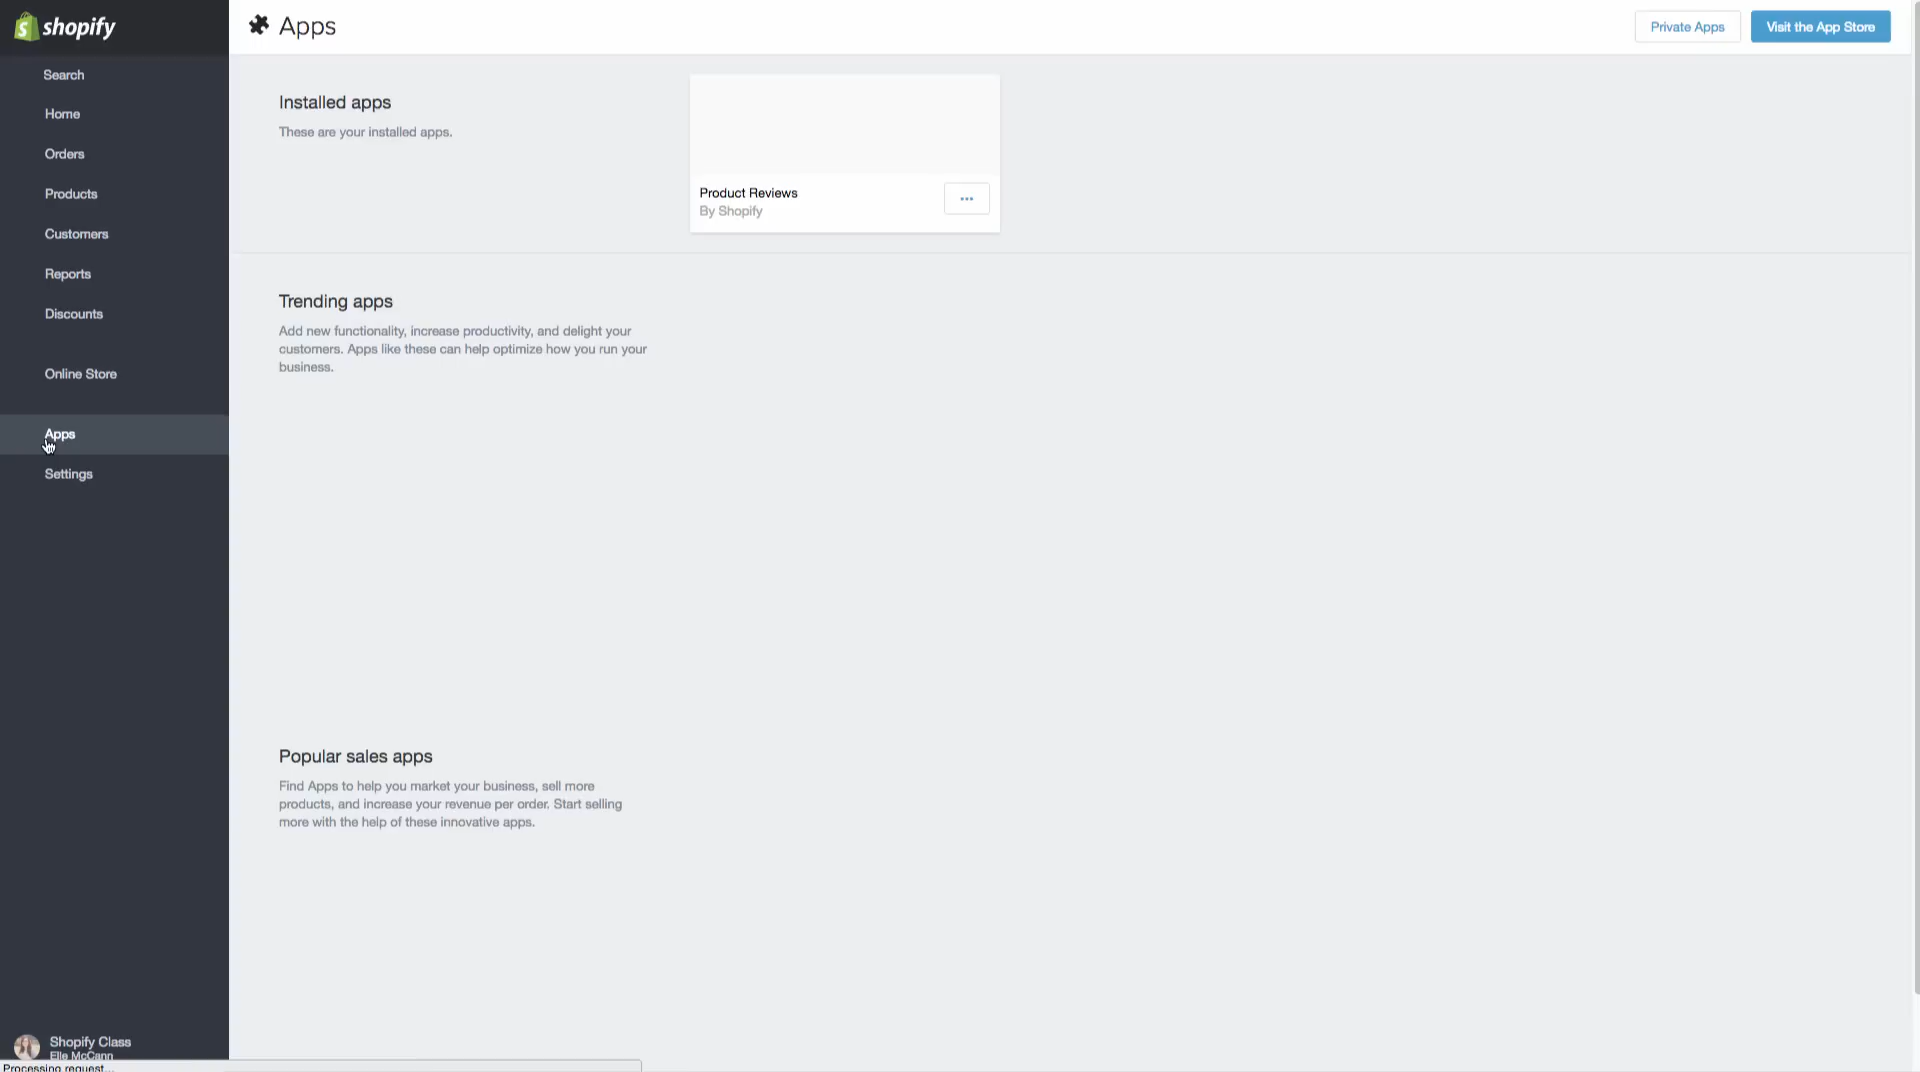 shopify
Search
Home
Orders
Products
Customers
Reports
Discounts
Online Store
Apps
Settings
Shopify Class
Elle McCann
Processing request...
Apps
Private Apps
Visit the App Store
Installed apps
These are your installed apps.
Product Reviews
By Shopify
...
Trending apps
Add new functionality, increase productivity, and delight your
customers. Apps like these can help optimize how you run your
business.
Popular sales apps
Find Apps to help you market your business, sell more
products, and increase your revenue per order. Start selling
more with the help of these innovative apps.